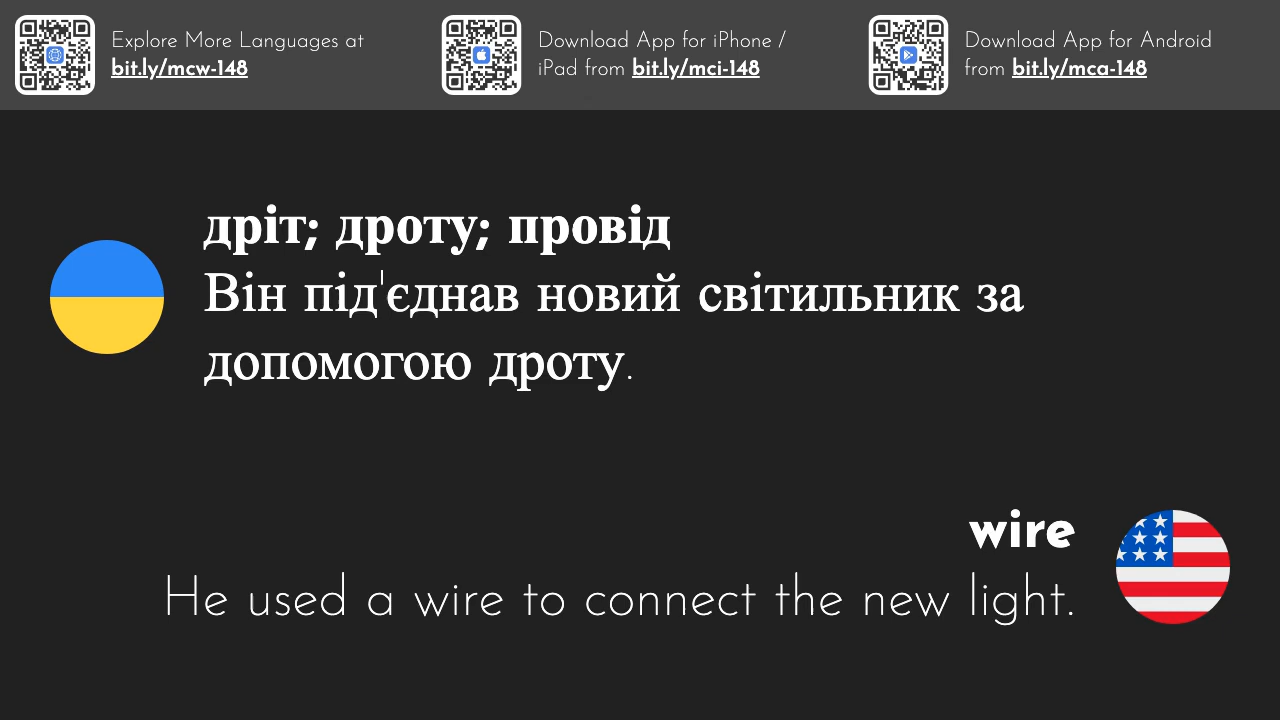 Explore More Languages at
bit.ly/mcw-148
Download App for iPhone /
iPad from bit.ly/mci-148
Download App for Android
from bit.ly/mca-148
дріт; дроту; провід
Він під'єднав новий світильник за
допомогою дроту.
wire
He used a wire to connect the new light.